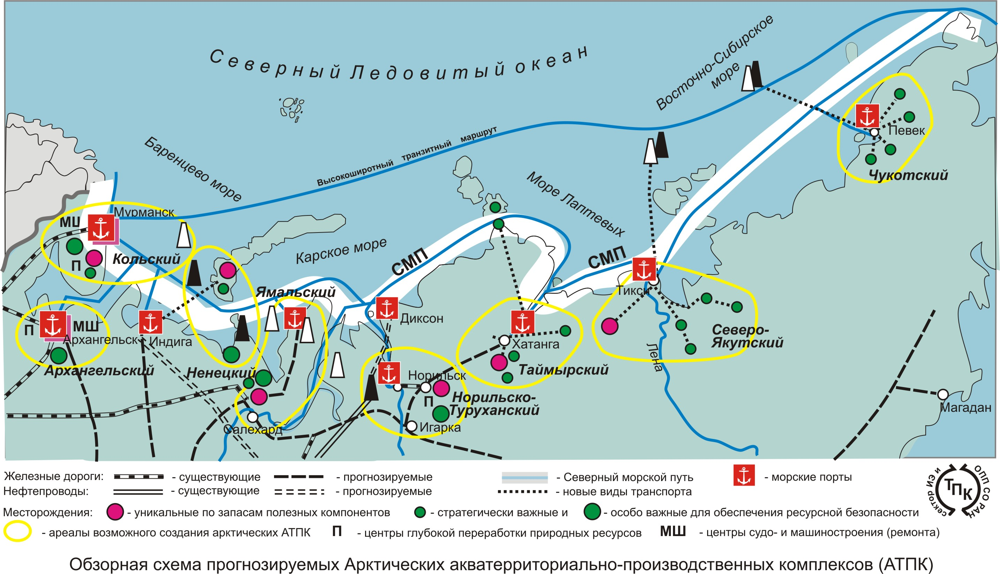 Северный Ледовитый океан
Восточно-Сибирское
море
Баренцево море
Высокоширотный транзитный маршрут
Море Лаптевых
Карское море
СМП
СМП
Певек
Чукотский
Мурманск
МШ
П
Кольский
Ямальский
Тикси
Диксон
П
МШ
Архангельск
Индига
Архангельский
Ненецкий
Хатанга
Таймырский
Северо-
Якутский
Лена
Норильск
П
Норильско-
Туруханский
Игарка
Салехард
Магадан
Железные дороги: - существующие - прогнозируемые - Северный морской путь - морские порты
Нефтепроводы: - существующие - прогнозируемые - новые виды транспорта
Месторождения: - уникальные по запасам полезных компонентов - стратегически важные и - особо важные для обеспечения ресурсной безопасности
- ареалы возможного создания арктических АТПК П - центры глубокой переработки природных ресурсов МШ - центры судо- и машиностроения (ремонта)
сектор ЭИ и ОПП СО РАН
ТПК
Обзорная схема прогнозируемых Арктических акватерриториально-производственных комплексов (АТПК)